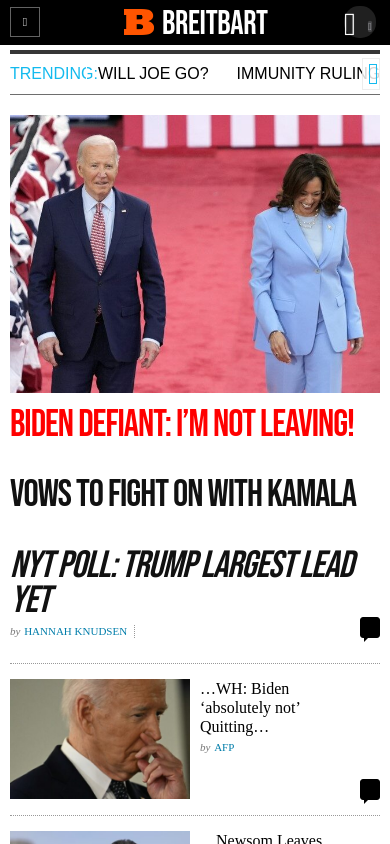 B BREITBART
TRENDING: WILL JOE GO? IMMUNITY RULING
BIDEN DEFIANT: I’M NOT LEAVING!
VOWS TO FIGHT ON WITH KAMALA
NYT POLL: TRUMP LARGEST LEAD
YET
by HANNAH KNUDSEN
…WH: Biden
‘absolutely not’
Quitting…
by AFP
Newsom Leaves